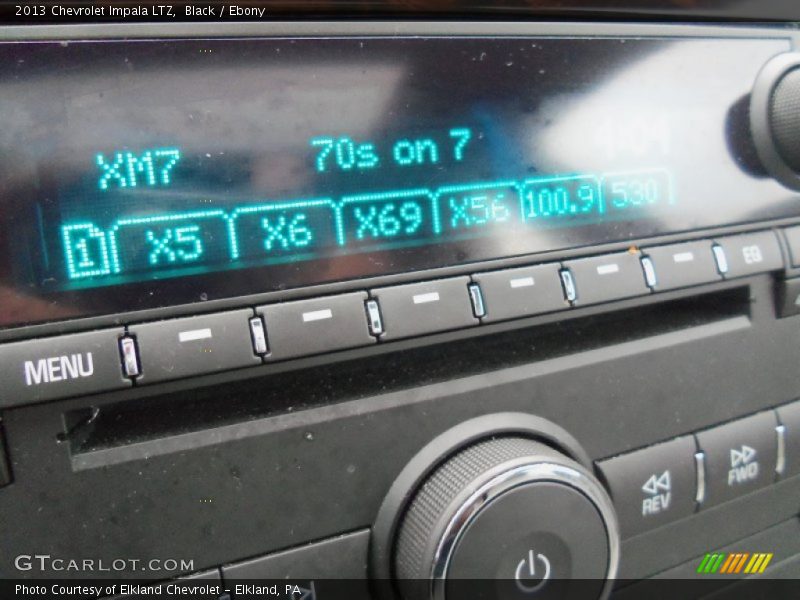 2013 Chevrolet Impala LTZ, Black / Ebony
XM7 70s on 7
1 X5 X6 X69 X56 100.9 530
MENU EQ
REV FWD
GTCARLOT.COM
Photo Courtesy of Elkland Chevrolet - Elkland, PA